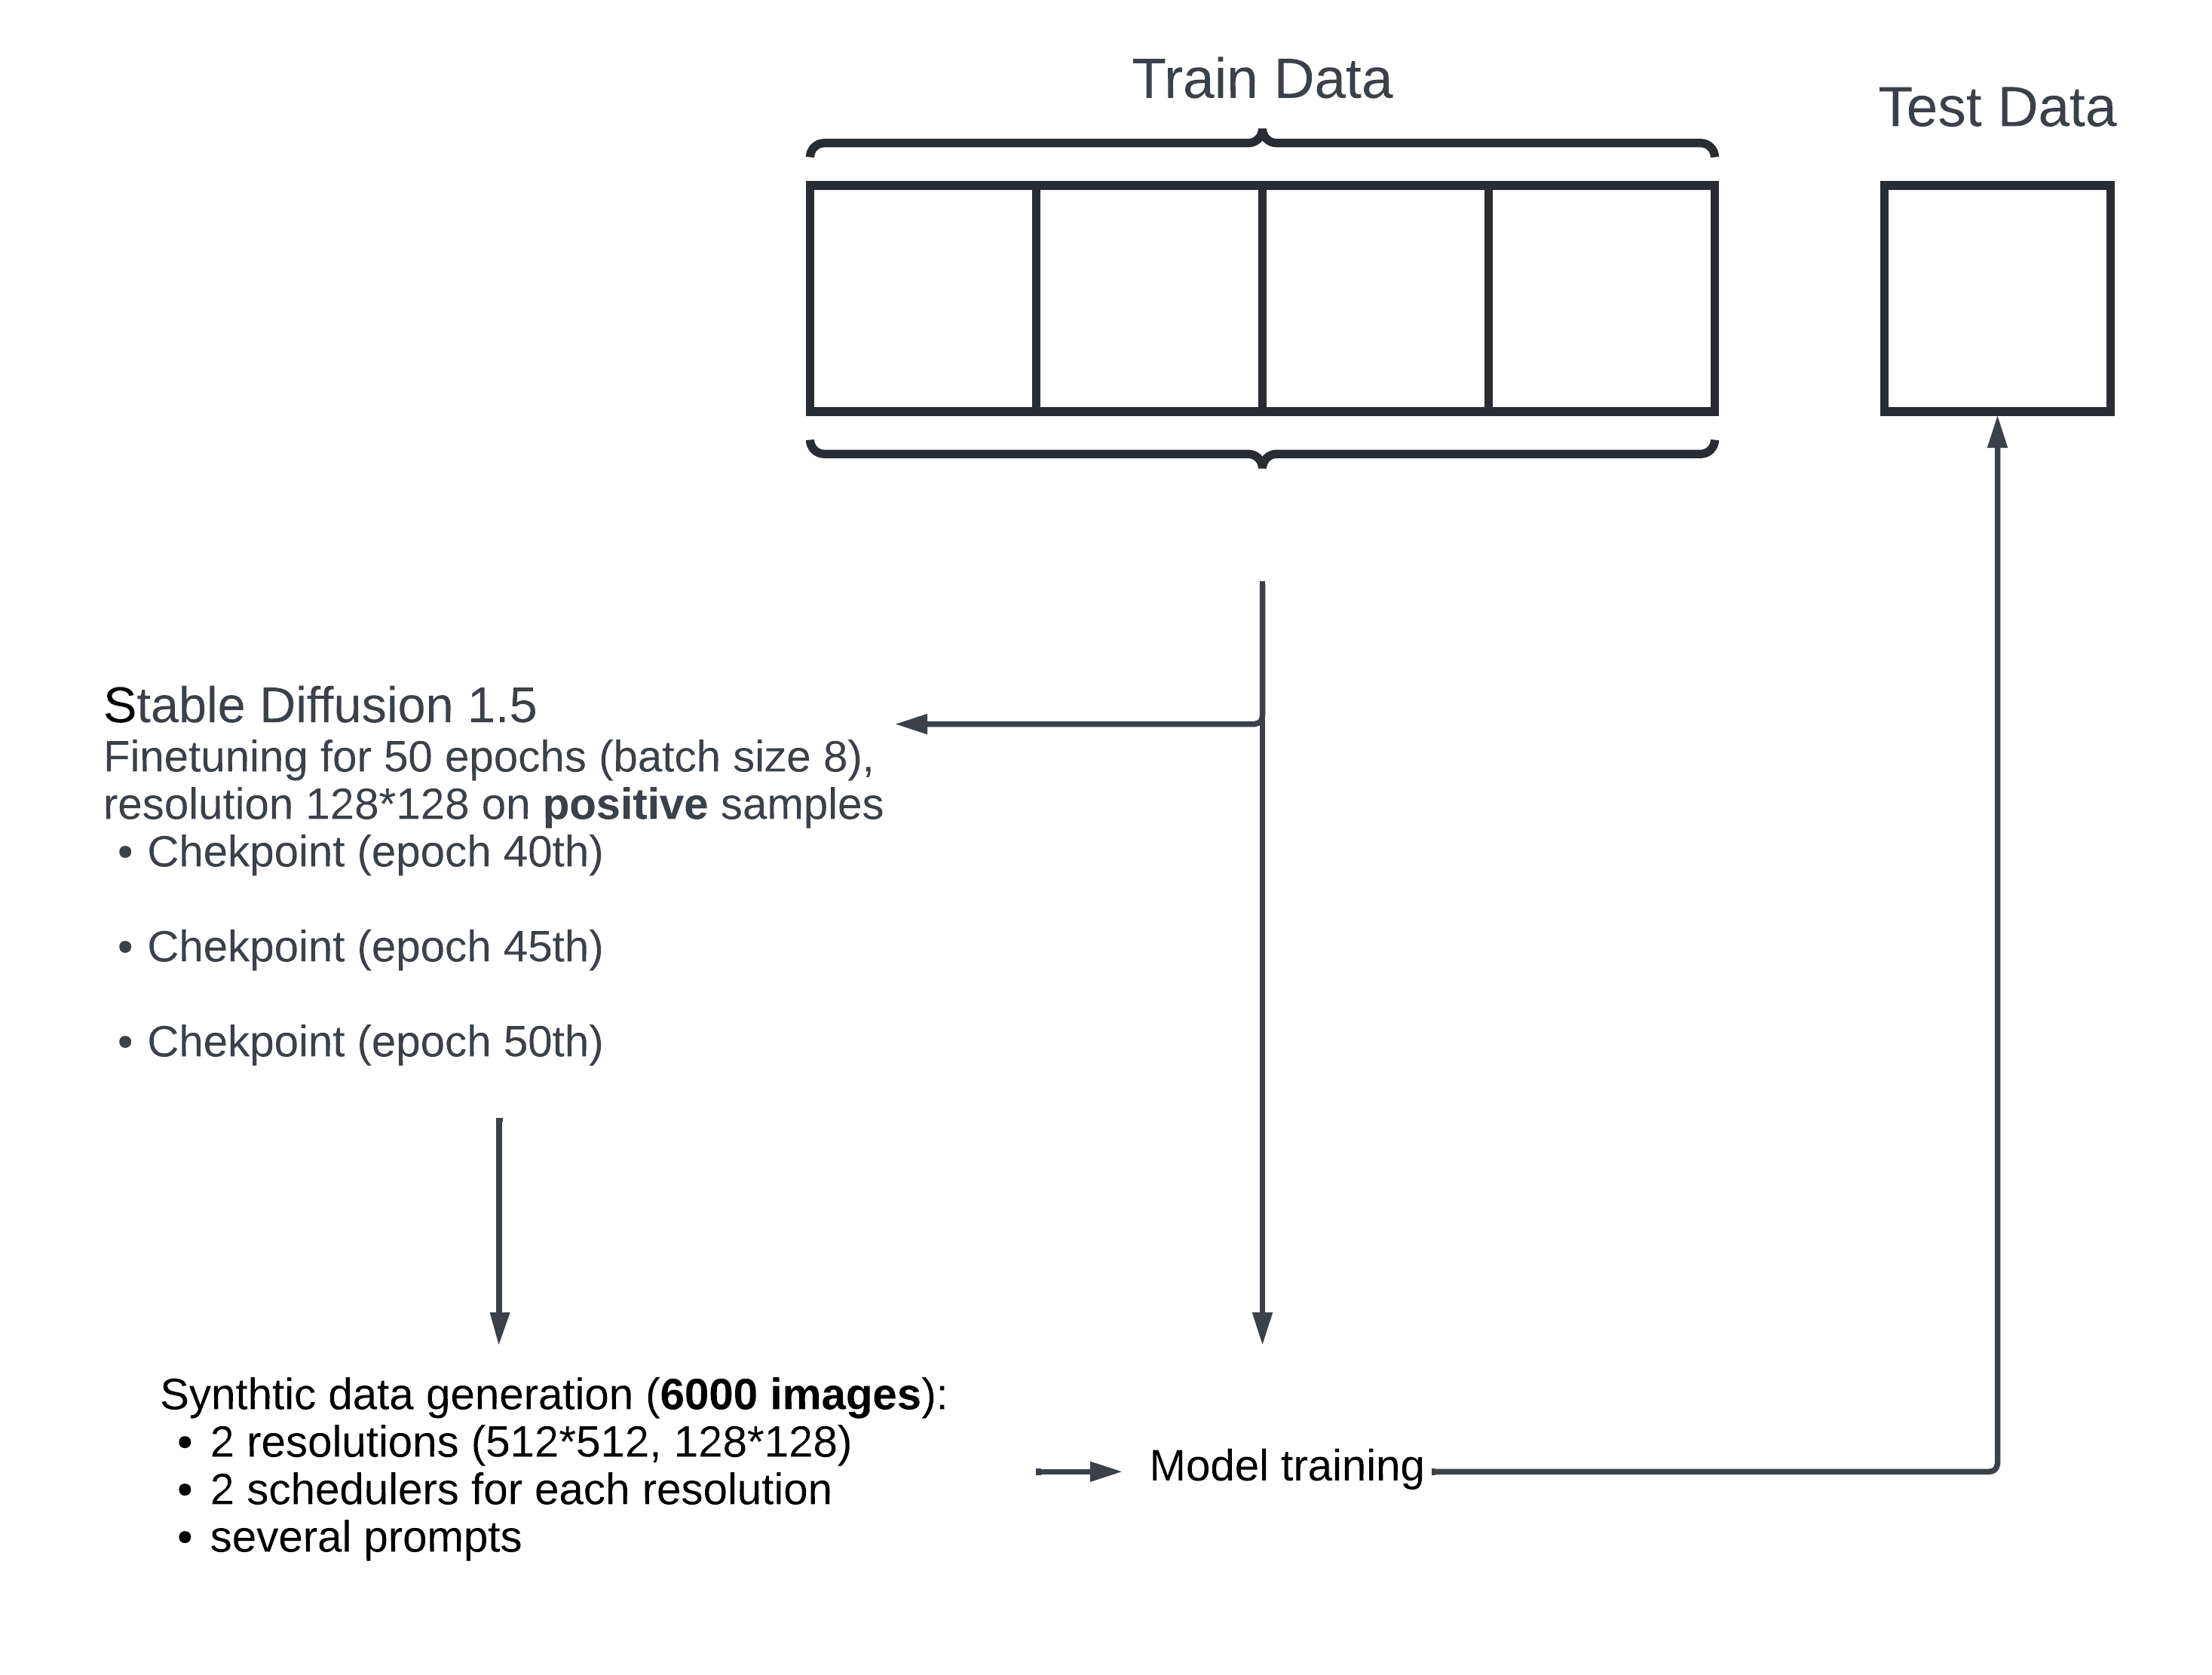 Train Data
Test Data
Stable Diffusion 1.5
Finetuning for 50 epochs (batch size 8),
resolution 128*128 on positive samples
• Chekpoint (epoch 40th)
• Chekpoint (epoch 45th)
• Chekpoint (epoch 50th)
Synthtic data generation (6000 images):
• 2 resolutions (512*512, 128*128)
• 2 schedulers for each resolution
• several prompts
Model training